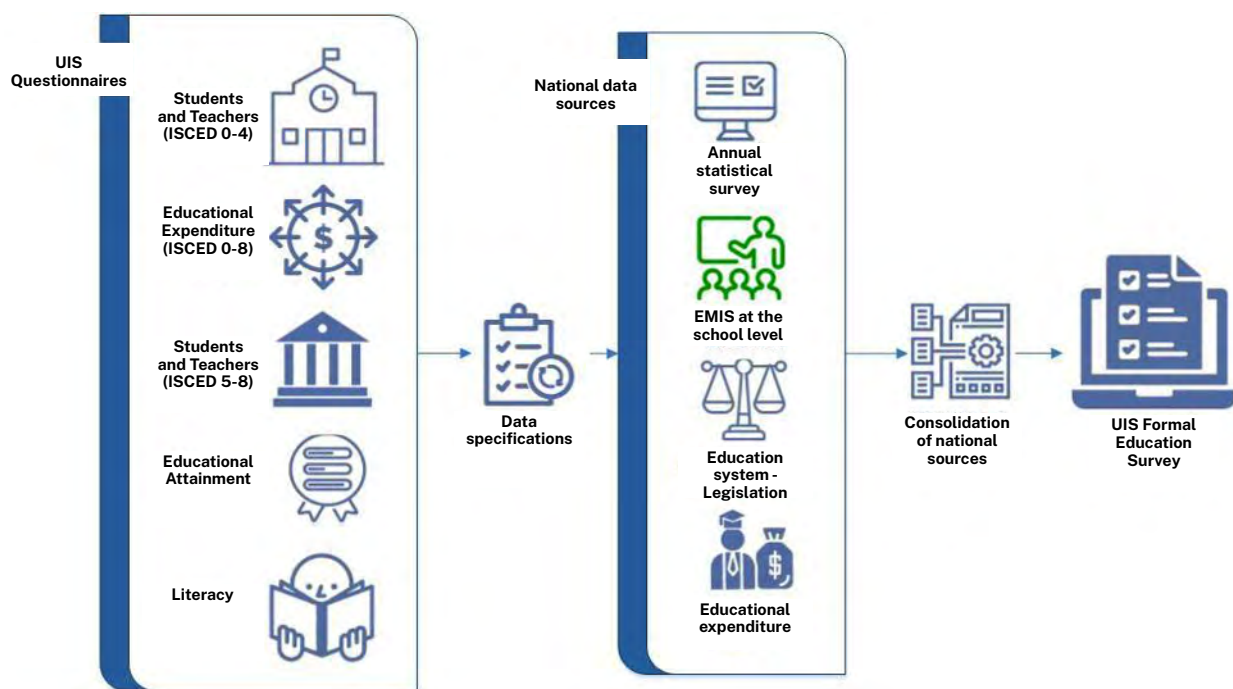 UIS
Questionnaires
Students
and Teachers
(ISCED 0-4)
Educational
Expenditure
(ISCED 0-8)
$
Students
and Teachers
(ISCED 5-8)
Educational
Attainment
Literacy
Data
specifications
National data
sources
Annual
statistical
survey
EMIS at the
school level
Education
system -
Legislation
$
Educational
expenditure
Consolidation
of national
sources
UIS Formal
Education
Survey